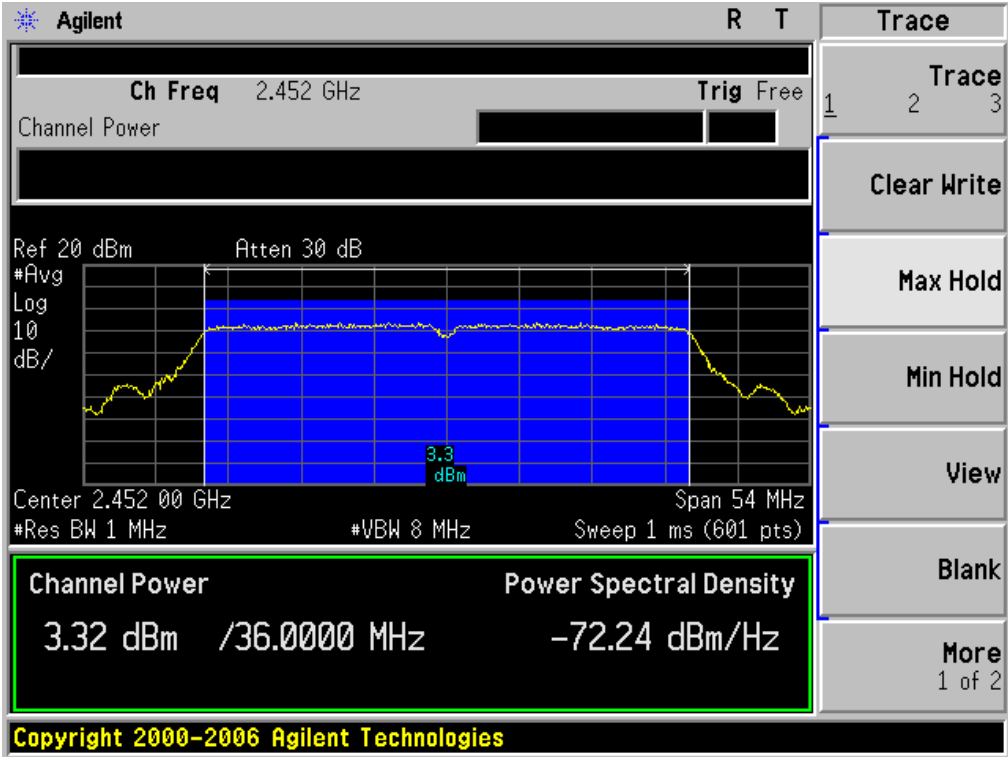 Agilent R T Trace
Ch Freq 2.452 GHz Trig Free
Channel Power
Trace
1 2 3
Clear Write
Ref 20 dBm Atten 30 dB
#Avg
Log
10
dB/
Max Hold
Min Hold
3.3
dBm
View
Center 2.452 00 GHz Span 54 MHz
#Res BW 1 MHz #VBW 8 MHz Sweep 1 ms (601 pts)
Blank
Channel Power Power Spectral Density
3.32 dBm /36.0000 MHz -72.24 dBm/Hz
More
1 of 2
Copyright 2000-2006 Agilent Technologies